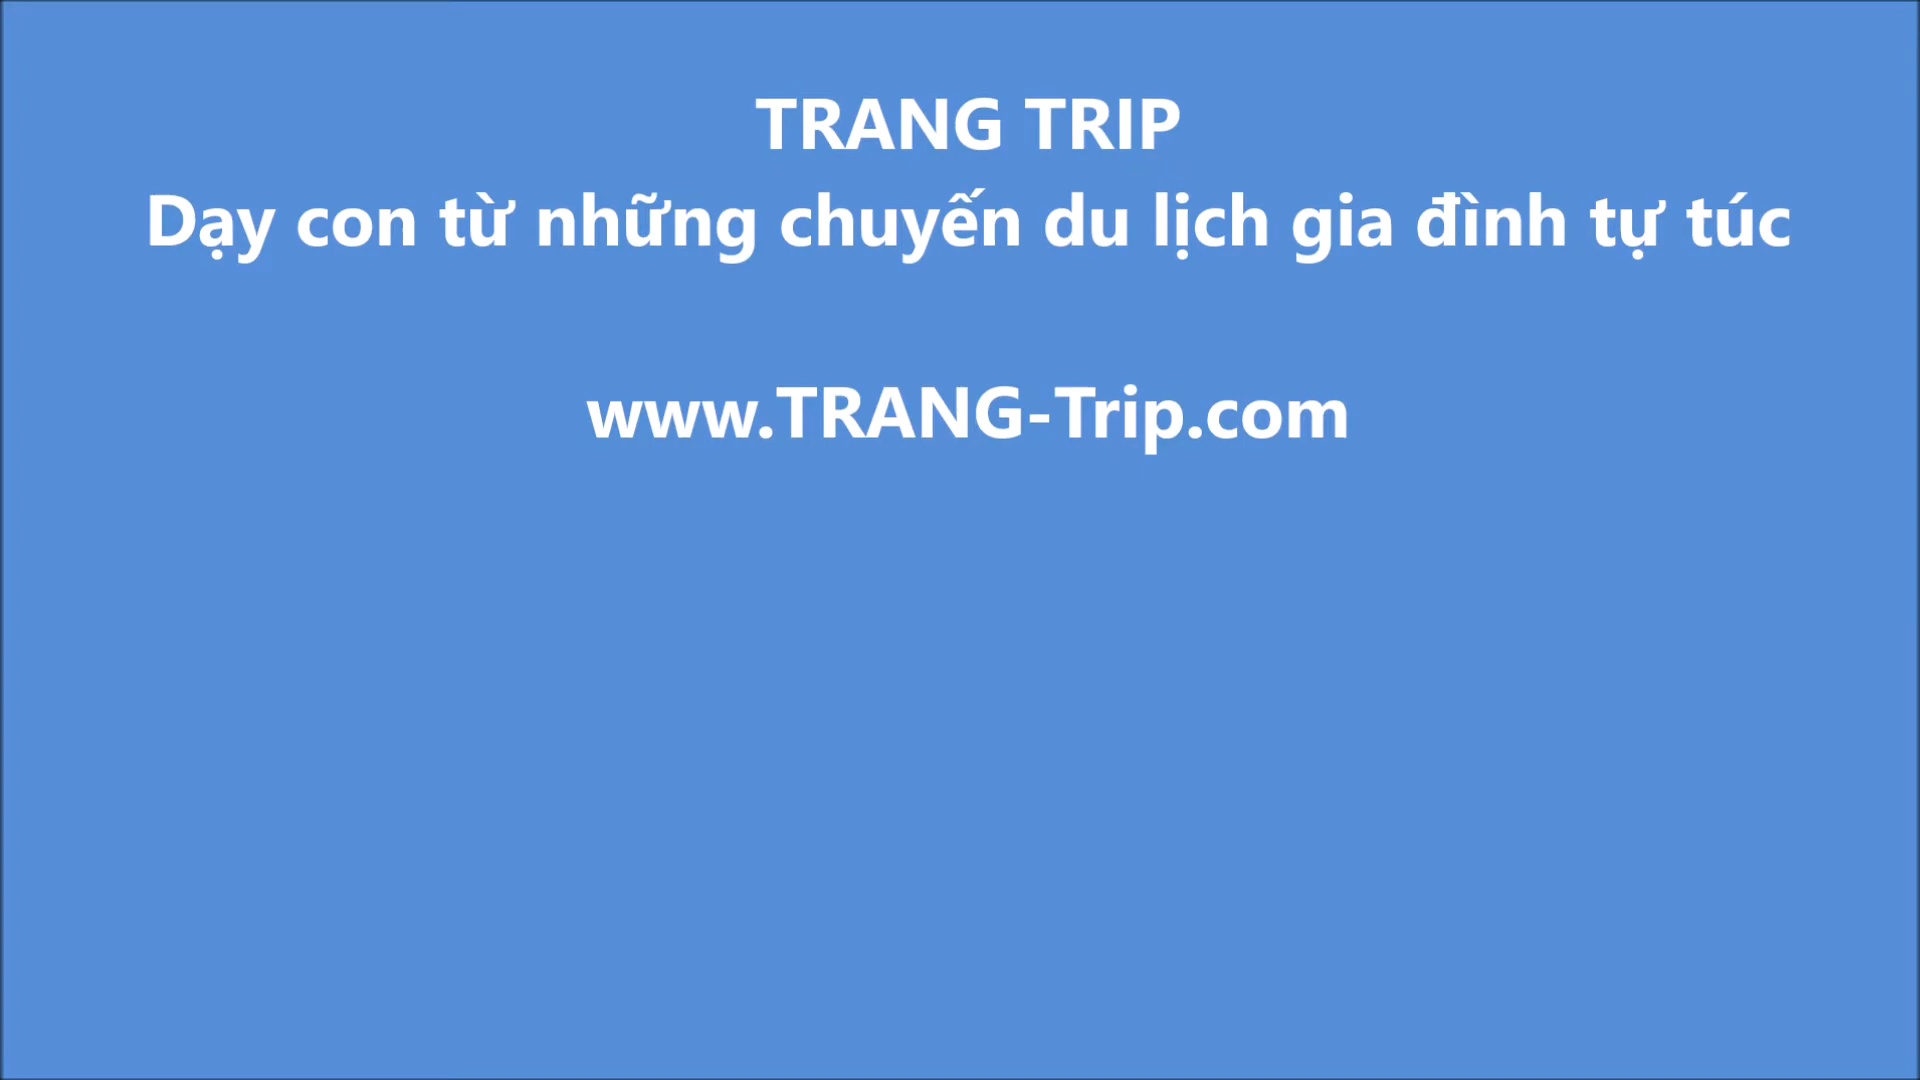 TRANG TRIP
Dạy con từ những chuyến du lịch gia đình tự túc
www.TRANG-Trip.com